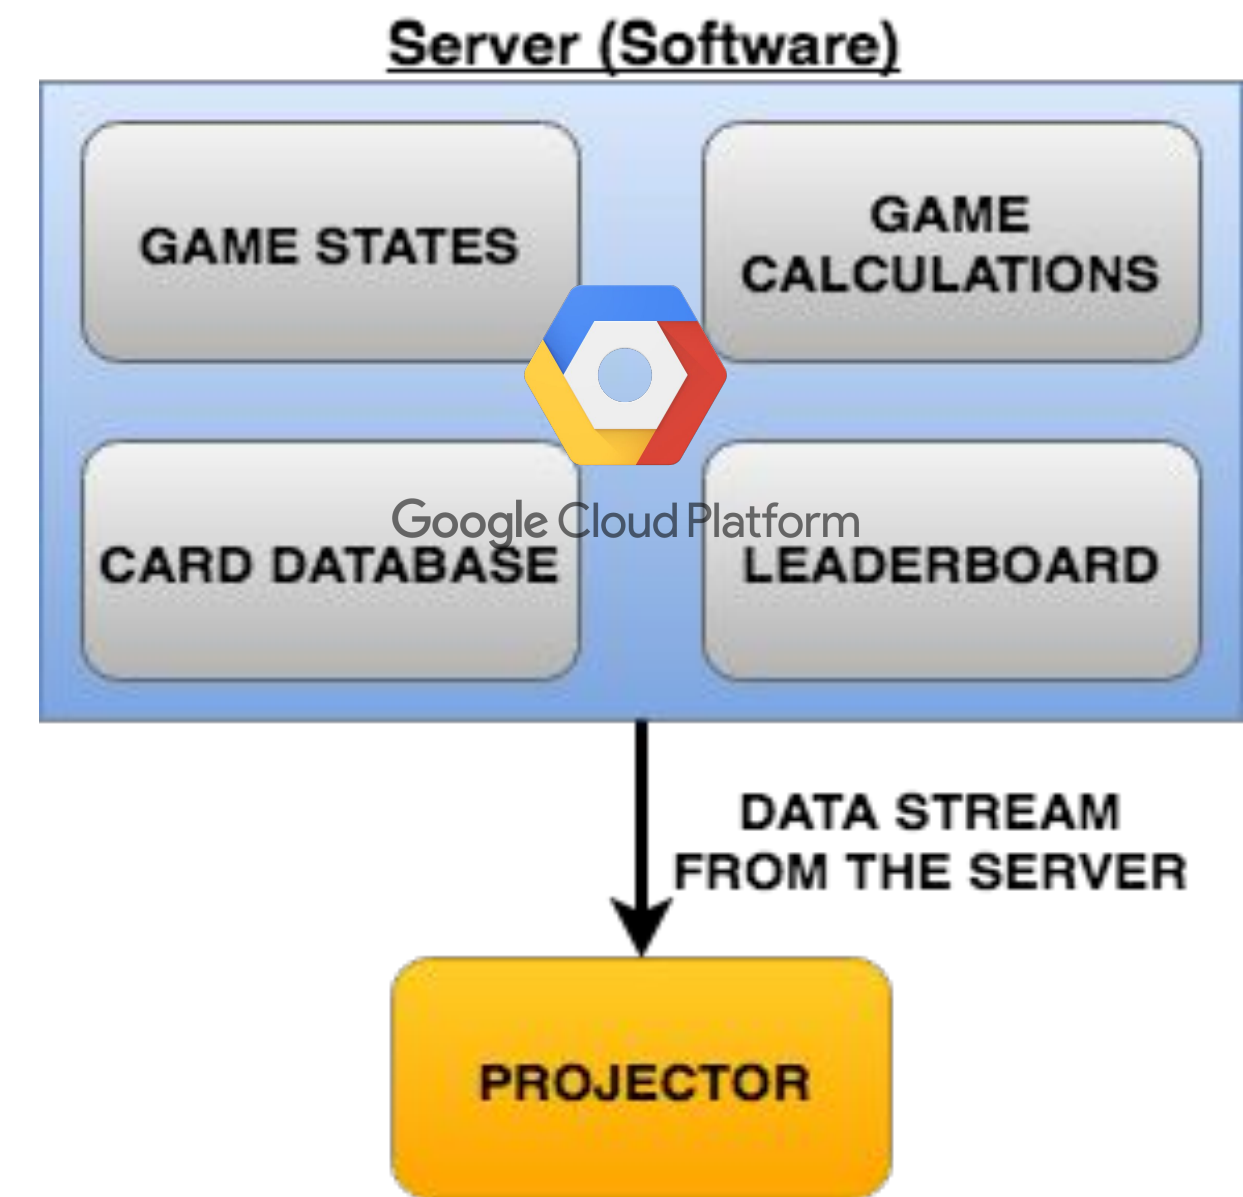 Server (Software)
GAME STATES
GAME
CALCULATIONS
Google Cloud Platform
CARD DATABASE
LEADERBOARD
DATA STREAM
FROM THE SERVER
PROJECTOR